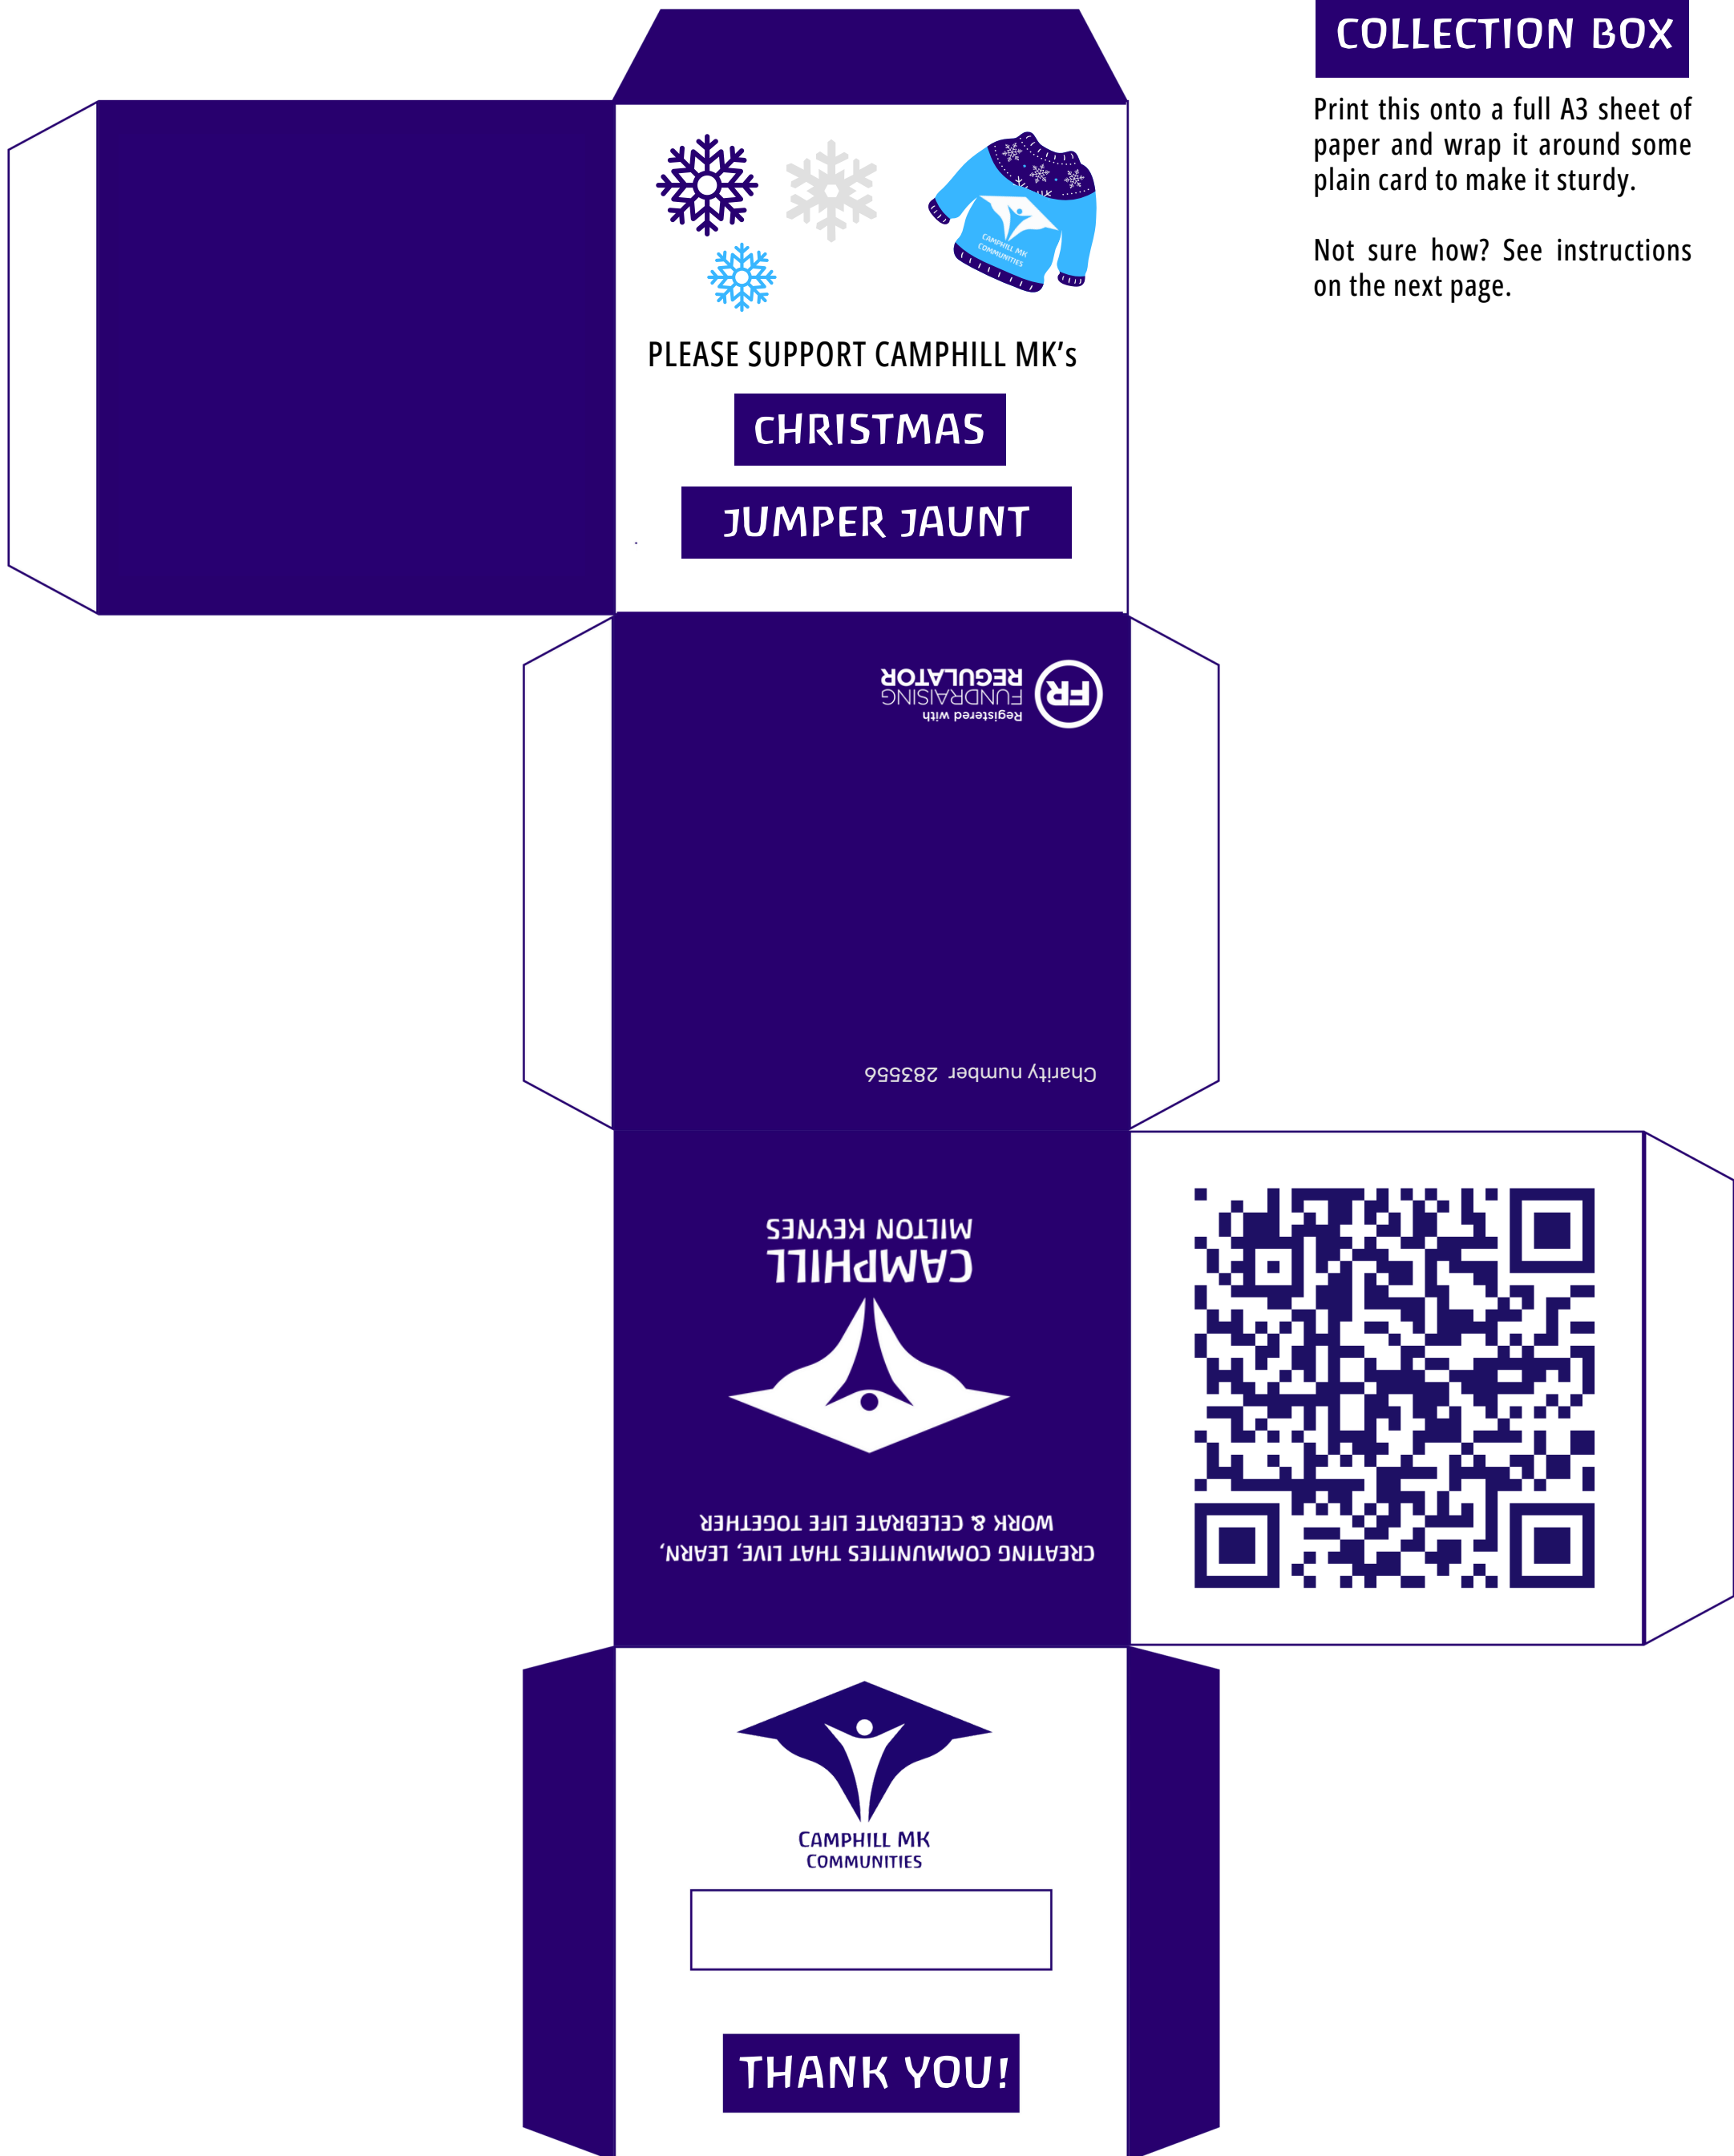 COLLECTION BOX
Print this onto a full A3 sheet of
paper and wrap it around some
plain card to make it sturdy.
Not sure how? See instructions
on the next page.
CAMPHILL MK
COMMUNITIES
PLEASE SUPPORT CAMPHILL MK's
CHRISTMAS
JUMPER JAUNT
FR
Registered with
FUNDRAISING
REGULATOR
Charity number 283556
CREATING COMMUNITIES THAT LIVE, LEARN,
WORK & CELEBRATE LIFE TOGETHER
CAMPHILL
MILTON KEYNES
CAMPHILL MK
COMMUNITIES
THANK YOU!